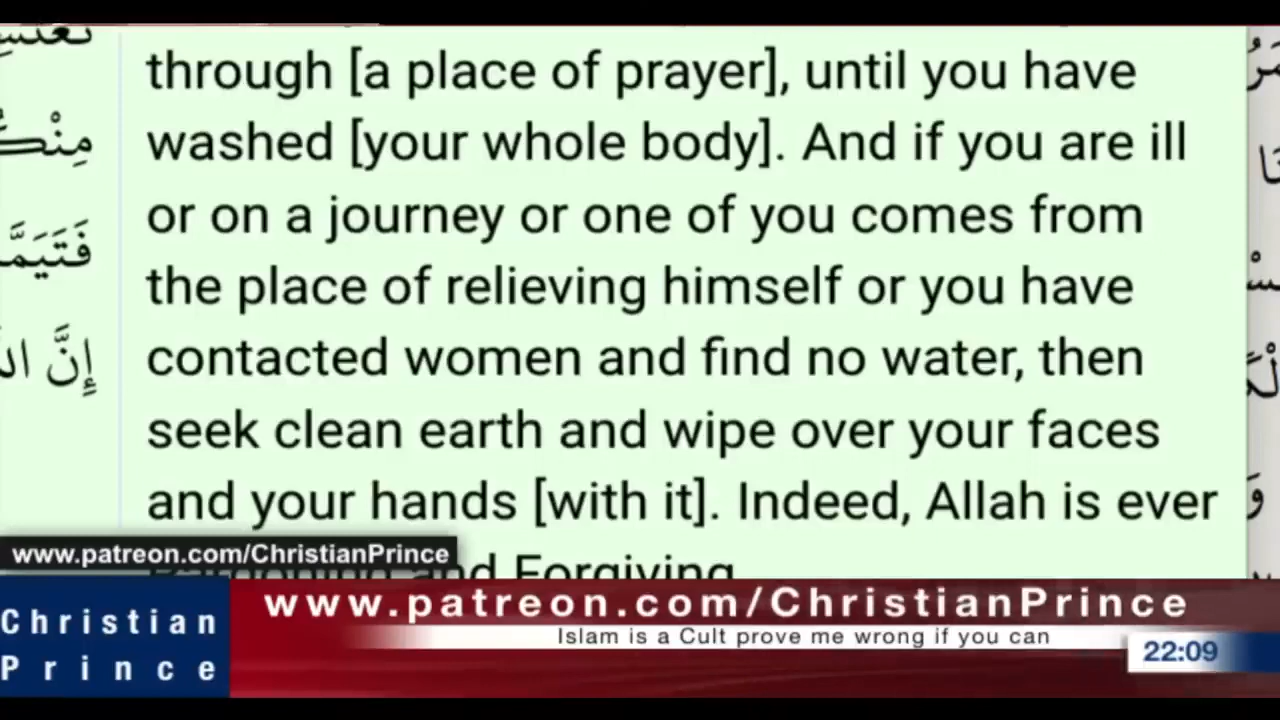 through [a place of prayer], until you have
washed [your whole body]. And if you are ill
or on a journey or one of you comes from
the place of relieving himself or you have
contacted women and find no water, then
seek clean earth and wipe over your faces
and your hands [with it]. Indeed, Allah is ever
Pardoning and Forgiving.
إِنَّ
www.patreon.com/ChristianPrince
Christian
Prince
www.patreon.com/ChristianPrince
Islam is a Cult prove me wrong if you can
22:09